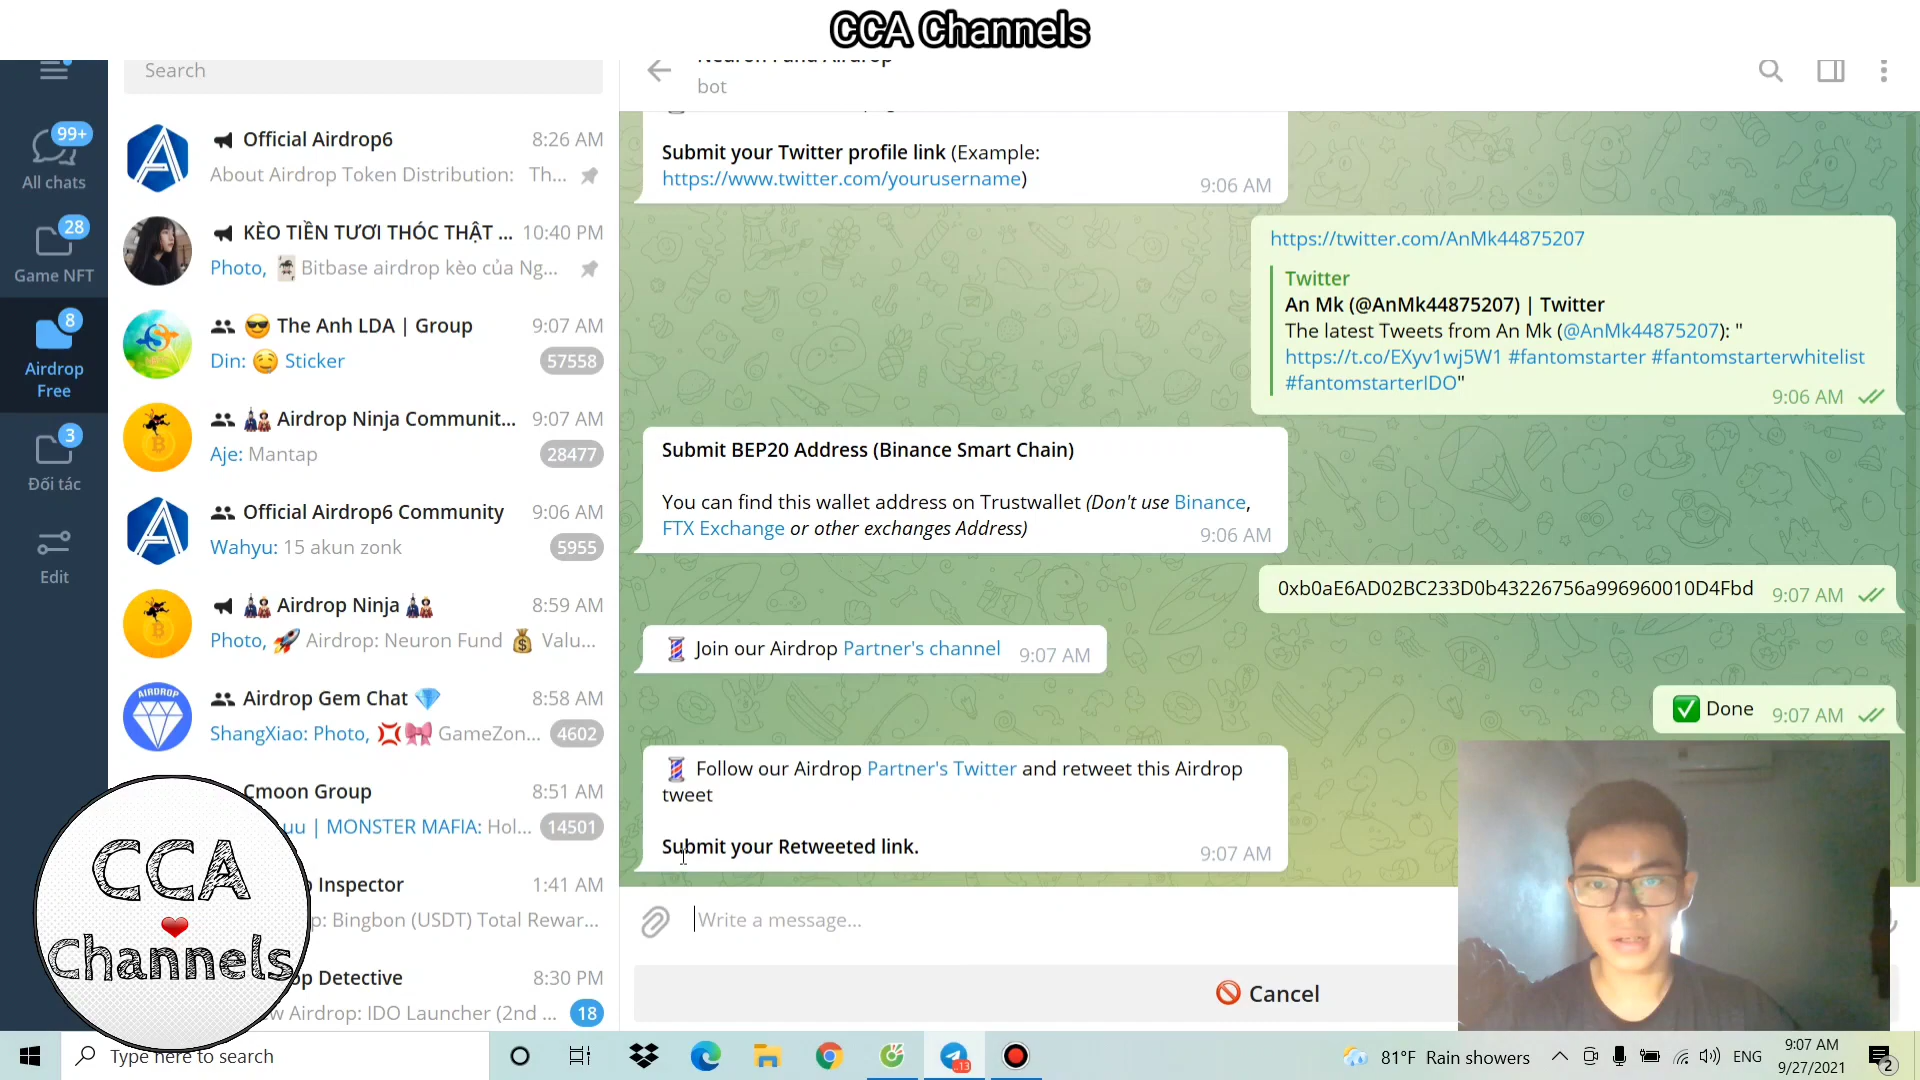 CCA Channels
Search
bot
99+
All chats
28
Game NFT
8
Airdrop
Free
3
Đối tác
Edit
Official Airdrop6 8:26 AM
About Airdrop Token Distribution: Th...
KÈO TIỀN TƯƠI THÓC THẬT ... 10:40 PM
Photo, 🃏 Bitbase airdrop kèo của Ng...
😎 The Anh LDA | Group 9:07 AM
Din: 🤤 Sticker 57558
🎎 Airdrop Ninja Communit... 9:07 AM
Aje: Mantap 28477
Official Airdrop6 Community 9:06 AM
Wahyu: 15 akun zonk 5955
🎎 Airdrop Ninja 🎎 8:59 AM
Photo, 🚀 Airdrop: Neuron Fund 💰 Valu...
AIRDROP
Airdrop Gem Chat 💎 8:58 AM
ShangXiao: Photo, 💢🎀 GameZon... 4602
Cmoon Group 8:51 AM
uu | MONSTER MAFIA: Hol... 14501
Inspector 1:41 AM
p: Bingbon (USDT) Total Rewar...
op Detective 8:30 PM
w Airdrop: IDO Launcher (2nd ... 18
CCA
Channels
Submit your Twitter profile link (Example:
https://www.twitter.com/yourusername) 9:06 AM
https://twitter.com/AnMk44875207
Twitter
An Mk (@AnMk44875207) | Twitter
The latest Tweets from An Mk (@AnMk44875207): "
https://t.co/EXyv1wj5W1 #fantomstarter #fantomstarterwhitelist
#fantomstarterIDO"
9:06 AM
Submit BEP20 Address (Binance Smart Chain)
You can find this wallet address on Trustwallet (Don't use Binance,
FTX Exchange or other exchanges Address) 9:06 AM
0xb0aE6AD02BC233D0b43226756a996960010D4Fbd 9:07 AM
💈 Join our Airdrop Partner's channel 9:07 AM
✅ Done 9:07 AM
💈 Follow our Airdrop Partner's Twitter and retweet this Airdrop
tweet
Submit your Retweeted link. 9:07 AM
Write a message...
🚫 Cancel
Type here to search
..13
81°F Rain showers
ENG
9:07 AM
9/27/2021
2